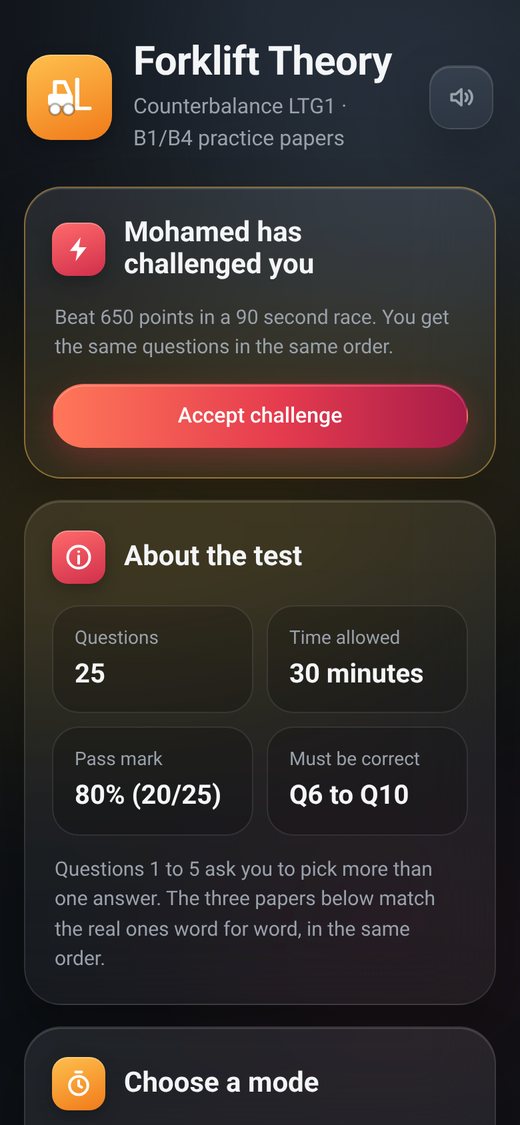 Forklift Theory
Counterbalance LTG1 ·
B1/B4 practice papers
Mohamed has
challenged you
Beat 650 points in a 90 second race. You get
the same questions in the same order.
Accept challenge
About the test
Questions
25
Time allowed
30 minutes
Pass mark
80% (20/25)
Must be correct
Q6 to Q10
Questions 1 to 5 ask you to pick more than
one answer. The three papers below match
the real ones word for word, in the same
order.
Choose a mode